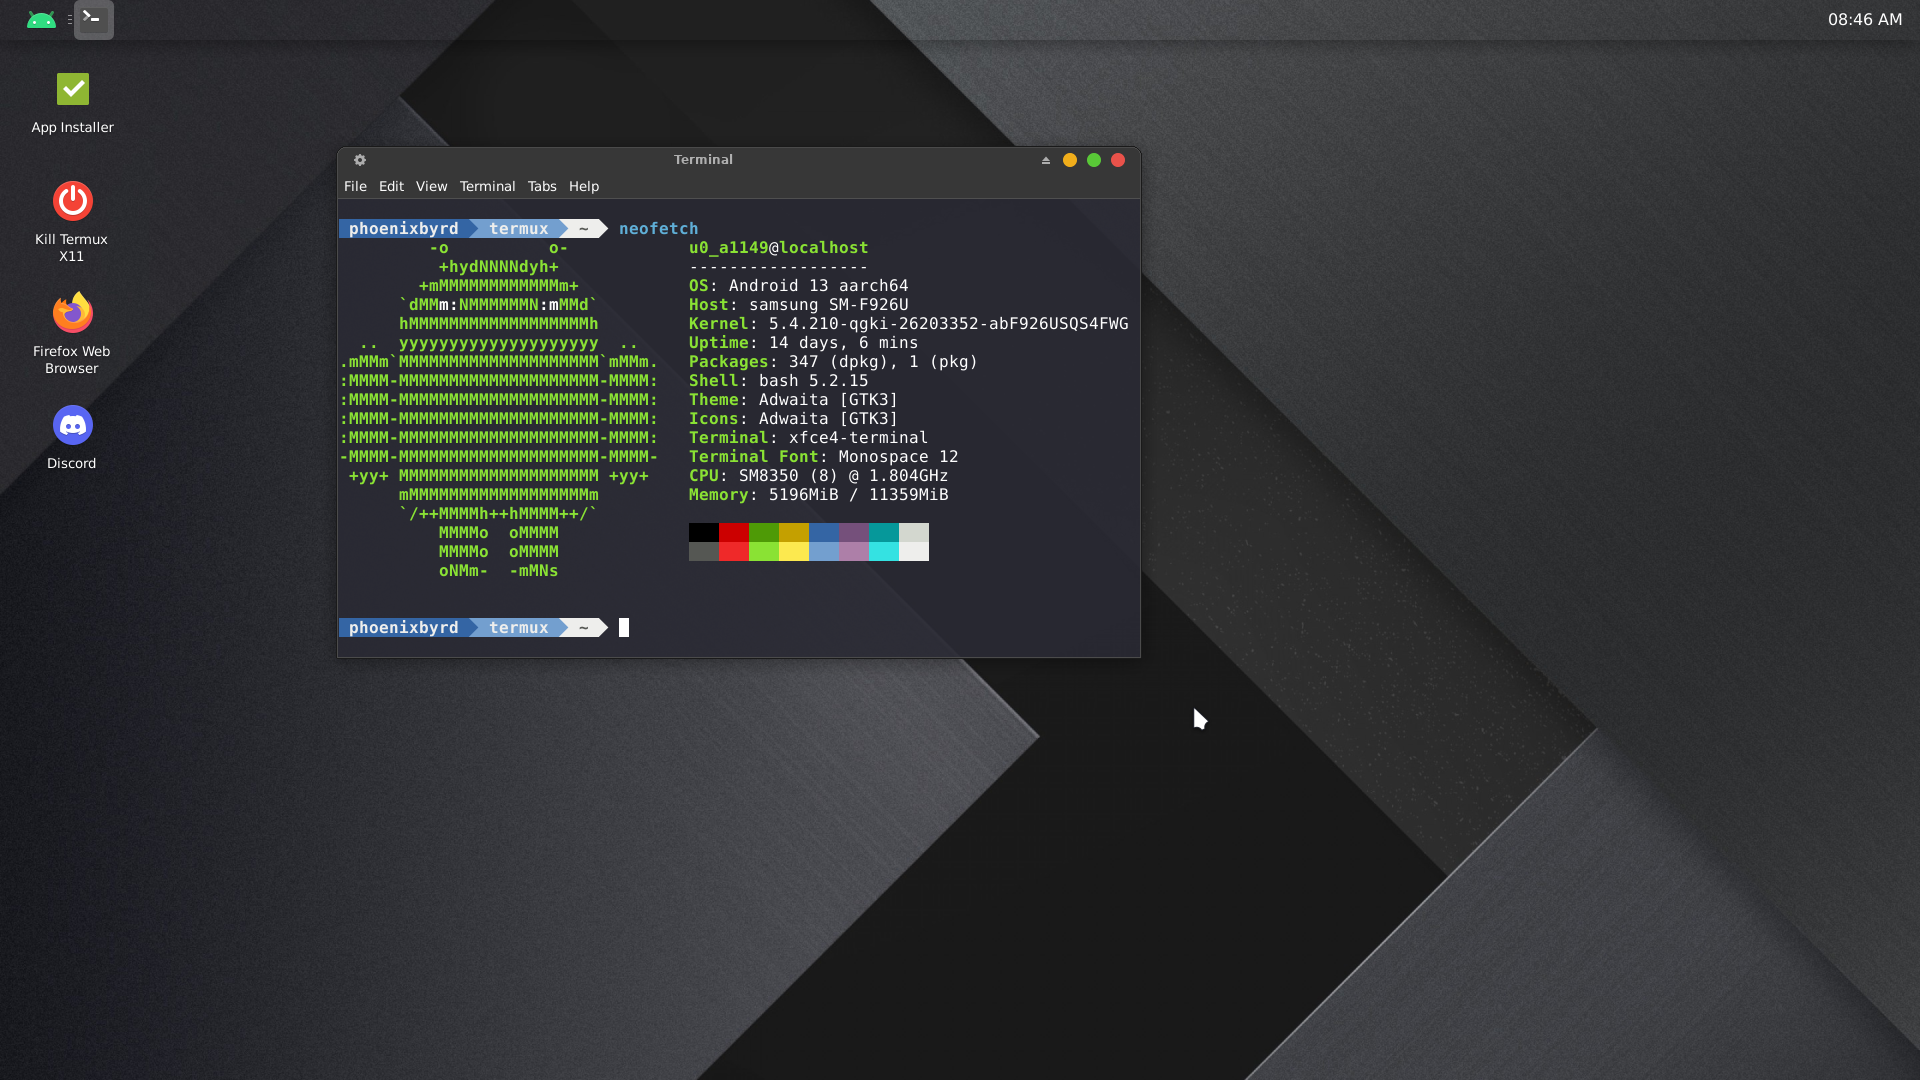 08:46 AM
App Installer
Kill Termux
X11
Firefox Web
Browser
Discord
Terminal
File Edit View Terminal Tabs Help
phoenixbyrd termux ~ neofetch
-o o- u0_a1149@localhost
+hydNNNNdyh+ ------------------
+mMMMMMMMMMMMMm+ OS: Android 13 aarch64
`dMMm:NMMMMMMN:mMMd` Host: samsung SM-F926U
hMMMMMMMMMMMMMMMMMMh Kernel: 5.4.210-qgki-26203352-abF926USQS4FWG
.. yyyyyyyyyyyyyyyyyyyy .. Uptime: 14 days, 6 mins
.mMMm`MMMMMMMMMMMMMMMMMMMM`mMMm. Packages: 347 (dpkg), 1 (pkg)
:MMMM-MMMMMMMMMMMMMMMMMMMM-MMMM: Shell: bash 5.2.15
:MMMM-MMMMMMMMMMMMMMMMMMMM-MMMM: Theme: Adwaita [GTK3]
:MMMM-MMMMMMMMMMMMMMMMMMMM-MMMM: Icons: Adwaita [GTK3]
:MMMM-MMMMMMMMMMMMMMMMMMMM-MMMM: Terminal: xfce4-terminal
-MMMM-MMMMMMMMMMMMMMMMMMMM-MMMM- Terminal Font: Monospace 12
+yy+ MMMMMMMMMMMMMMMMMMMM +yy+ CPU: SM8350 (8) @ 1.804GHz
mMMMMMMMMMMMMMMMMMMm Memory: 5196MiB / 11359MiB
`/++MMMMh++hMMMM++/`
MMMMo oMMMM
MMMMo oMMMM
oNMm- -mMNs
phoenixbyrd termux ~